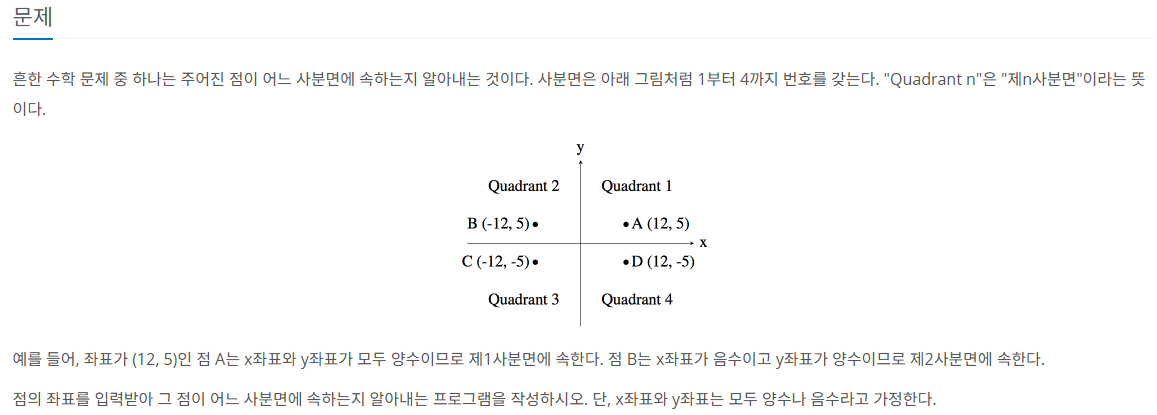 문제
흔한 수학 문제 중 하나는 주어진 점이 어느 사분면에 속하는지 알아내는 것이다. 사분면은 아래 그림처럼 1부터 4까지 번호를 갖는다. "Quadrant n"은 "제n사분면"이라는 뜻
이다.
y
Quadrant 2 Quadrant 1
B (-12, 5) A (12, 5)
x
C (-12, -5) D (12, -5)
Quadrant 3 Quadrant 4
예를 들어, 좌표가 (12, 5)인 점 A는 x좌표와 y좌표가 모두 양수이므로 제1사분면에 속한다. 점 B는 x좌표가 음수이고 y좌표가 양수이므로 제2사분면에 속한다.
점의 좌표를 입력받아 그 점이 어느 사분면에 속하는지 알아내는 프로그램을 작성하시오. 단, x좌표와 y좌표는 모두 양수나 음수라고 가정한다.